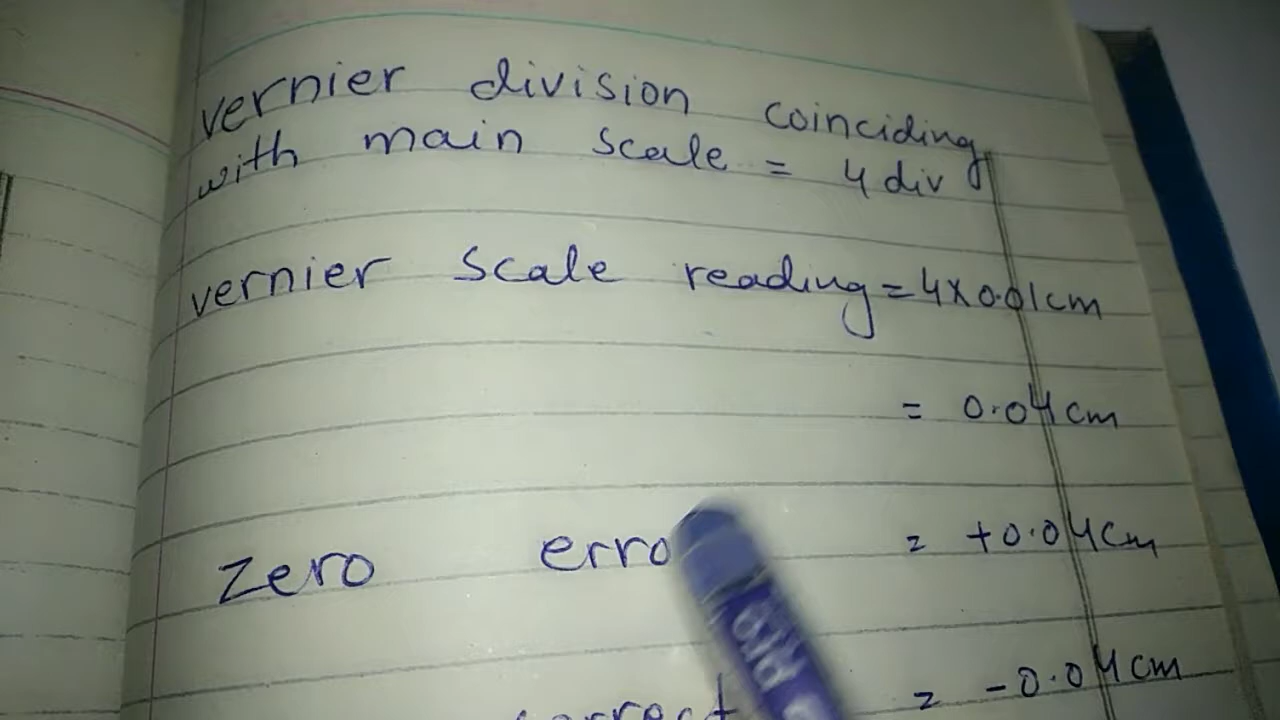 vernier division coinciding
with main scale = 4 div
vernier scale reading = 4x0.01cm
= 0.04cm
zero erro = +0.04cm
correct = -0.04cm